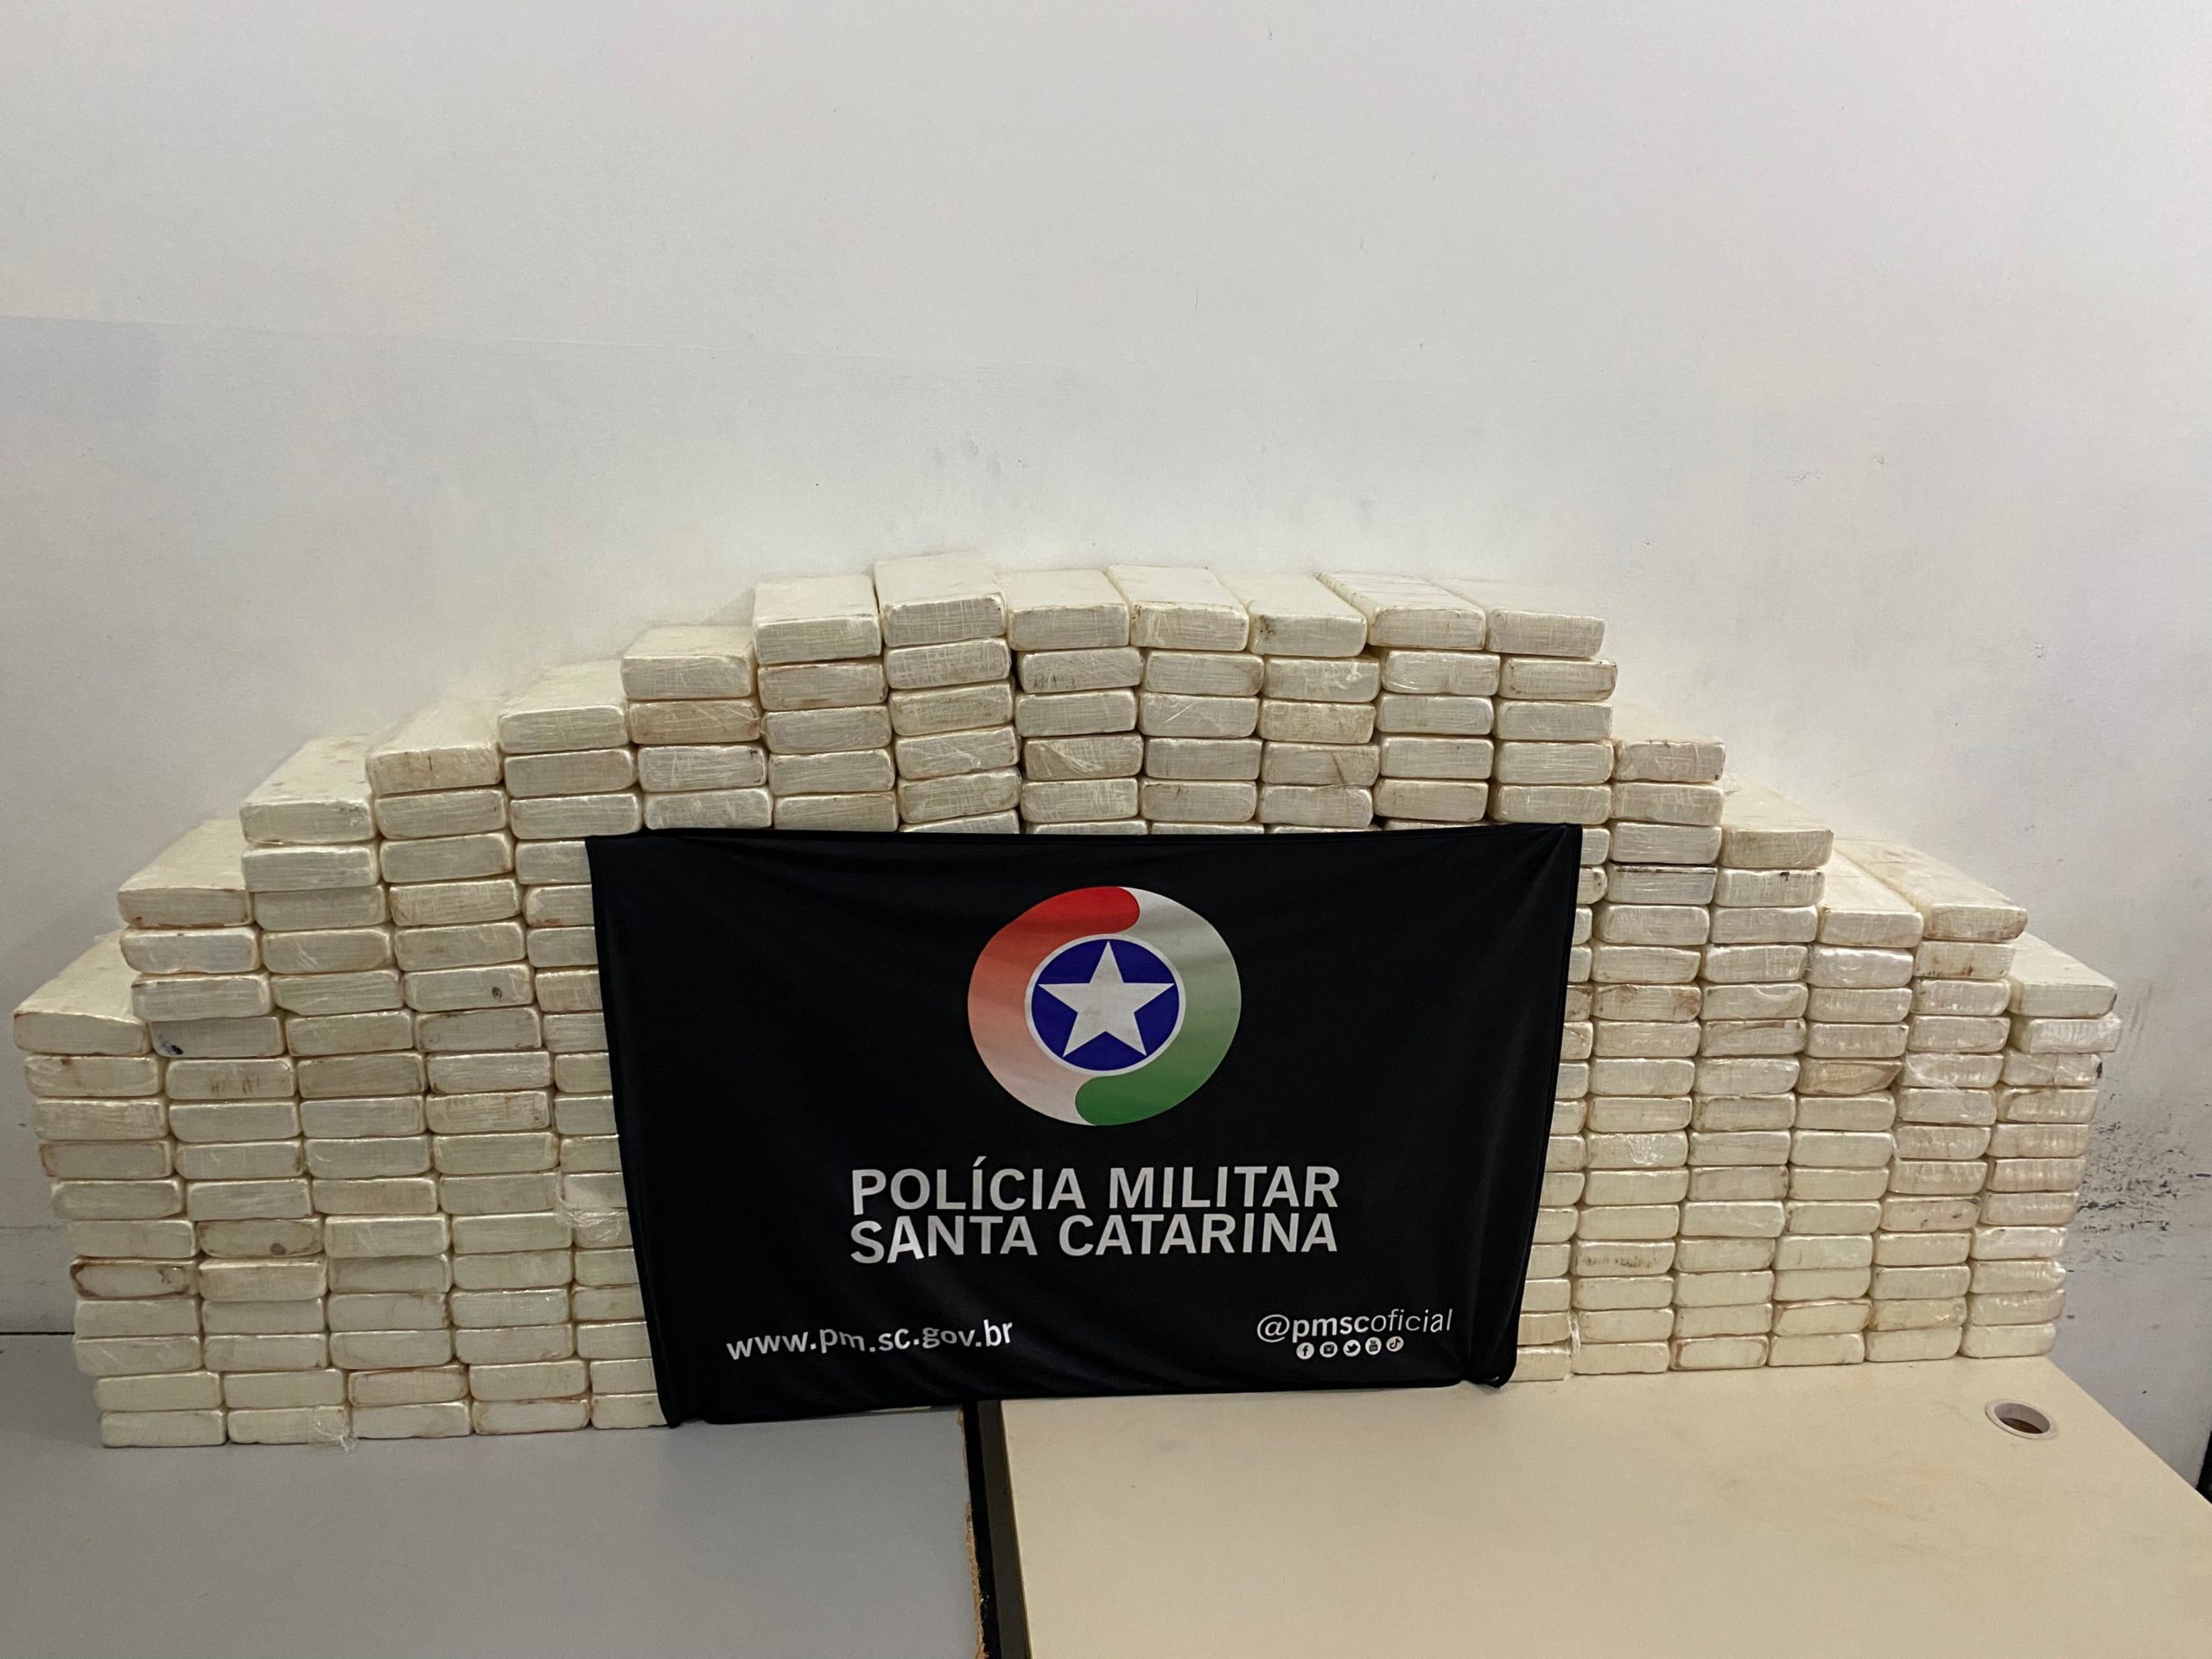 POLÍCIA MILITAR
SANTA CATARINA
www.pm.sc.gov.br
@pmscoficial